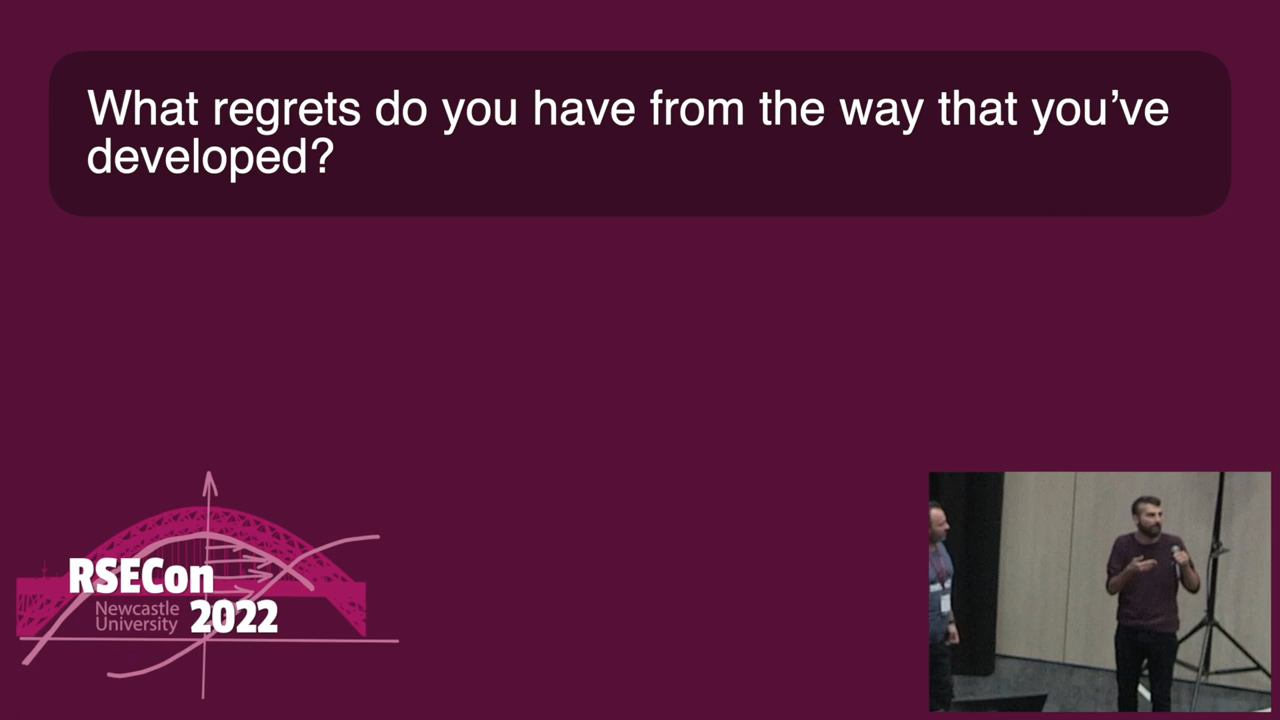 What regrets do you have from the way that you’ve
developed?
RSECon
Newcastle
University
2022